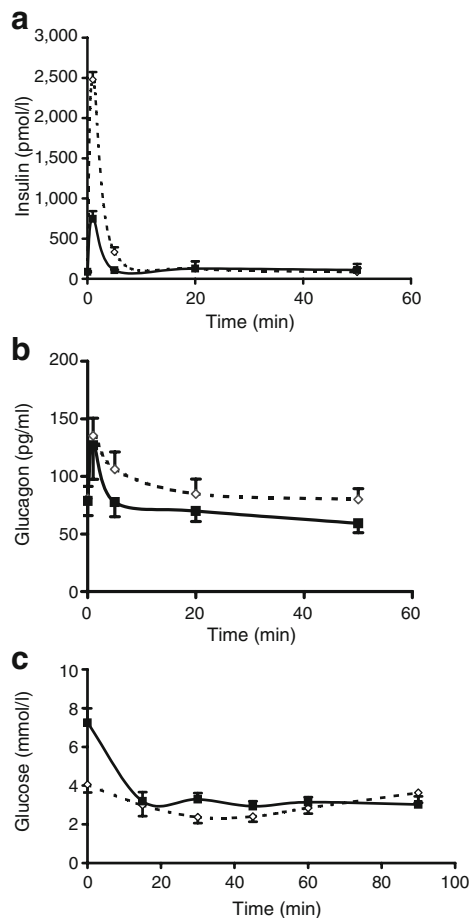 a
3,000
2,500
2,000
1,500
1,000
500
0
Insulin (pmol/l)
0 20 40 60
Time (min)
b
200
150
100
50
0
Glucagon (pg/ml)
0 20 40 60
Time (min)
c
10
8
6
4
2
0
Glucose (mmol/l)
0 20 40 60 80 100
Time (min)